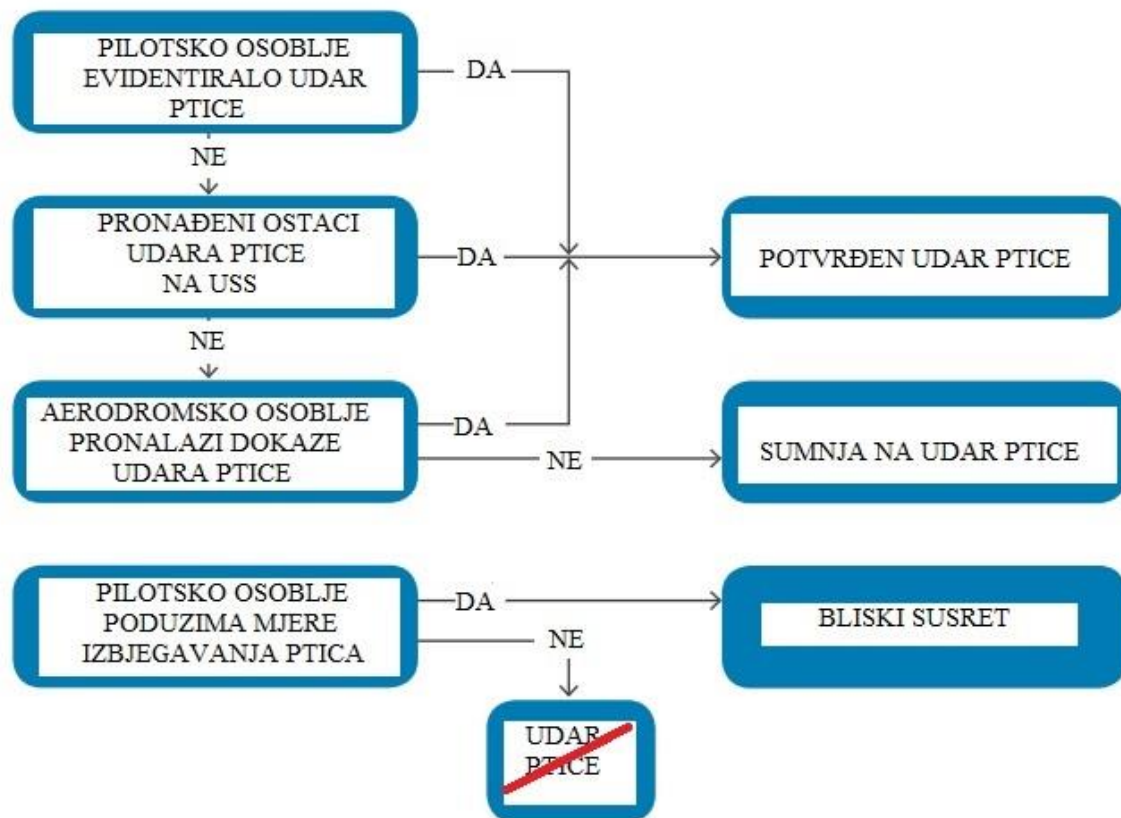 PILOTSKO OSOBLJE
EVIDENTIRALO UDAR
PTICE
DA
NE
PRONAĐENI OSTACI
UDARA PTICE
NA USS
DA
POTVRĐEN UDAR PTICE
NE
AERODROMSKO OSOBLJE
PRONALAZI DOKAZE
UDARA PTICE
DA
NE
SUMNJA NA UDAR PTICE
PILOTSKO OSOBLJE
PODUZIMA MJERE
IZBJEGAVANJA PTICA
DA
BLISKI SUSRET
NE
UDAR
PTICE